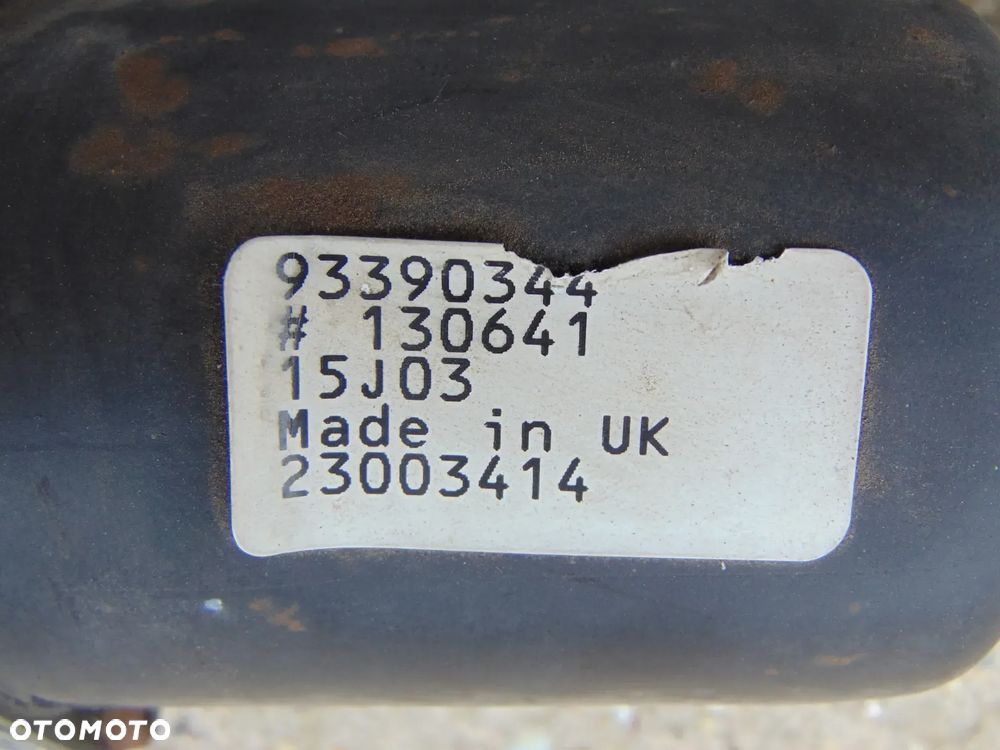 93390344
# 130641
15J03
Made in UK
23003414
OTOMOTO